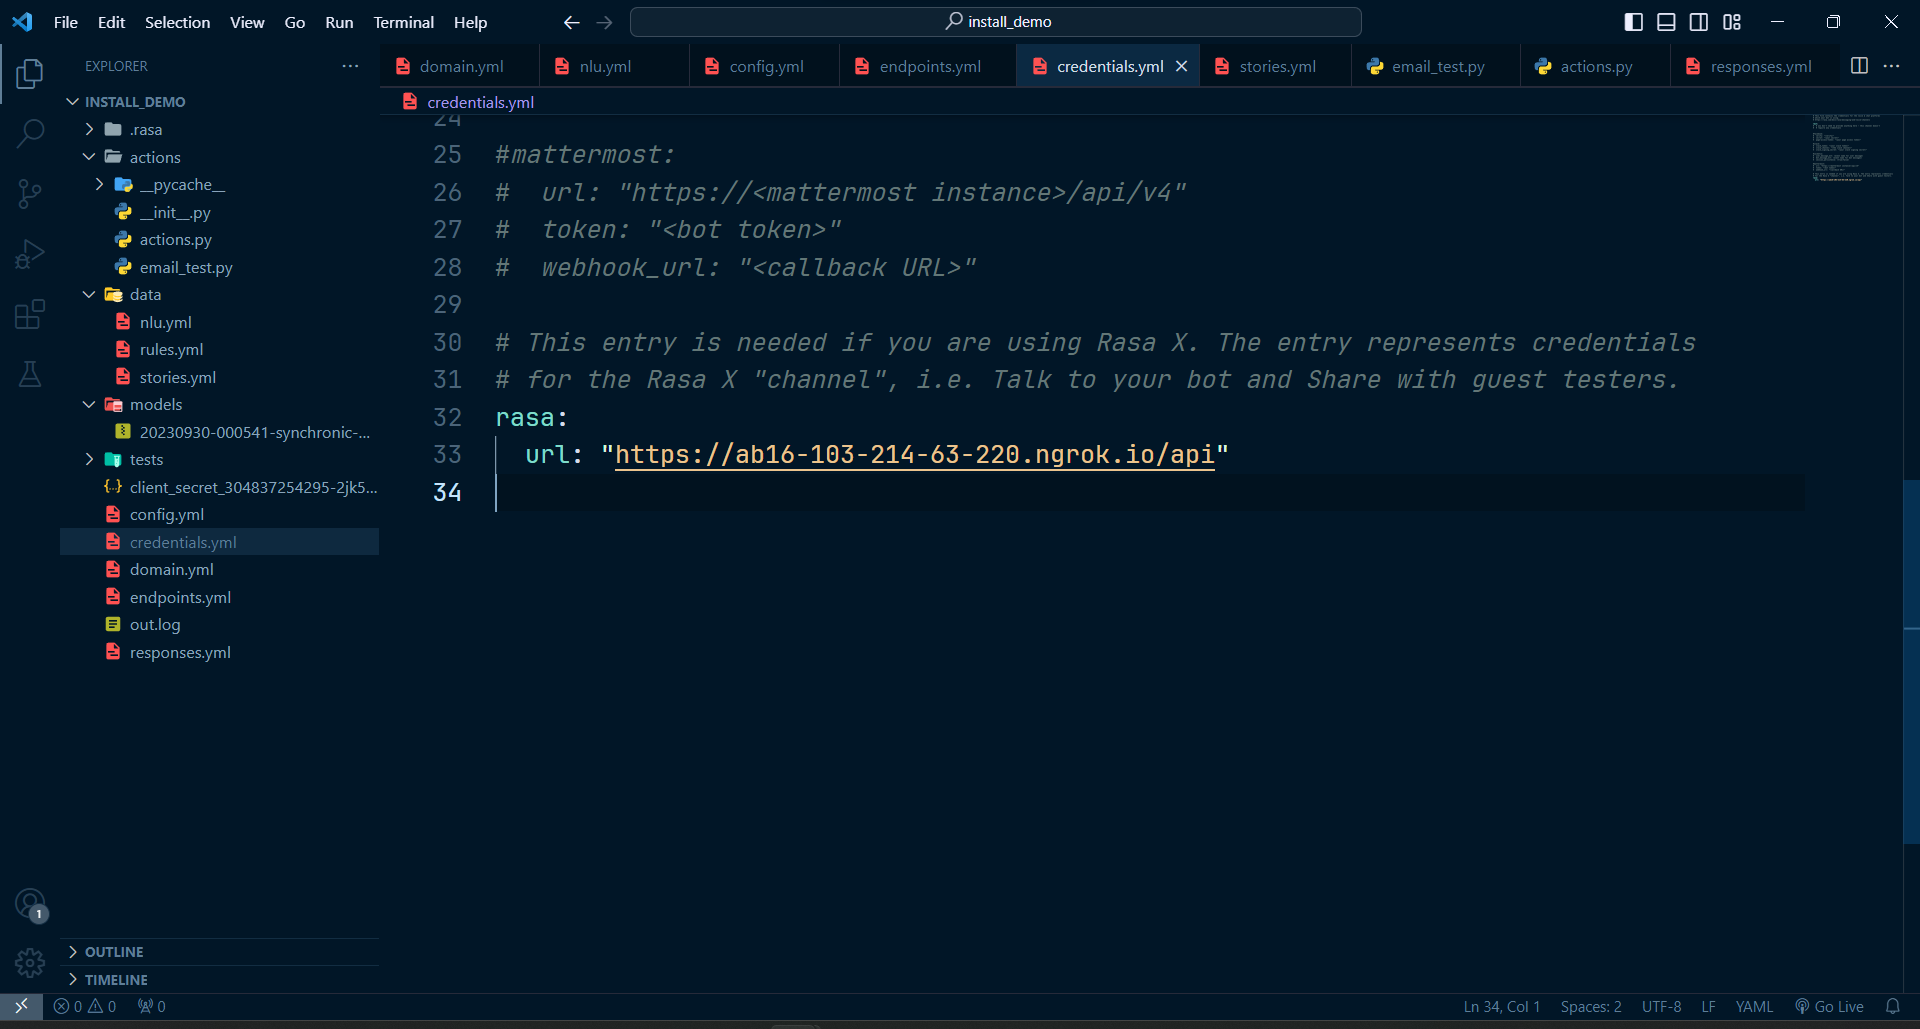 File Edit Selection View Go Run Terminal Help
install_demo
EXPLORER
INSTALL_DEMO
.rasa
actions
__pycache__
__init__.py
actions.py
email_test.py
data
nlu.yml
rules.yml
stories.yml
models
20230930-000541-synchronic-...
tests
client_secret_304837254295-2jk5...
config.yml
credentials.yml
domain.yml
endpoints.yml
out.log
responses.yml
OUTLINE
TIMELINE
domain.yml nlu.yml config.yml endpoints.yml credentials.yml stories.yml email_test.py actions.py responses.yml
credentials.yml
24
25 #mattermost:
26 #  url: "https://<mattermost instance>/api/v4"
27 #  token: "<bot token>"
28 #  webhook_url: "<callback URL>"
29
30 # This entry is needed if you are using Rasa X. The entry represents credentials
31 # for the Rasa X "channel", i.e. Talk to your bot and Share with guest testers.
32 rasa:
33   url: "https://ab16-103-214-63-220.ngrok.io/api"
34
1
0 0 0 Ln 34, Col 1 Spaces: 2 UTF-8 LF YAML Go Live